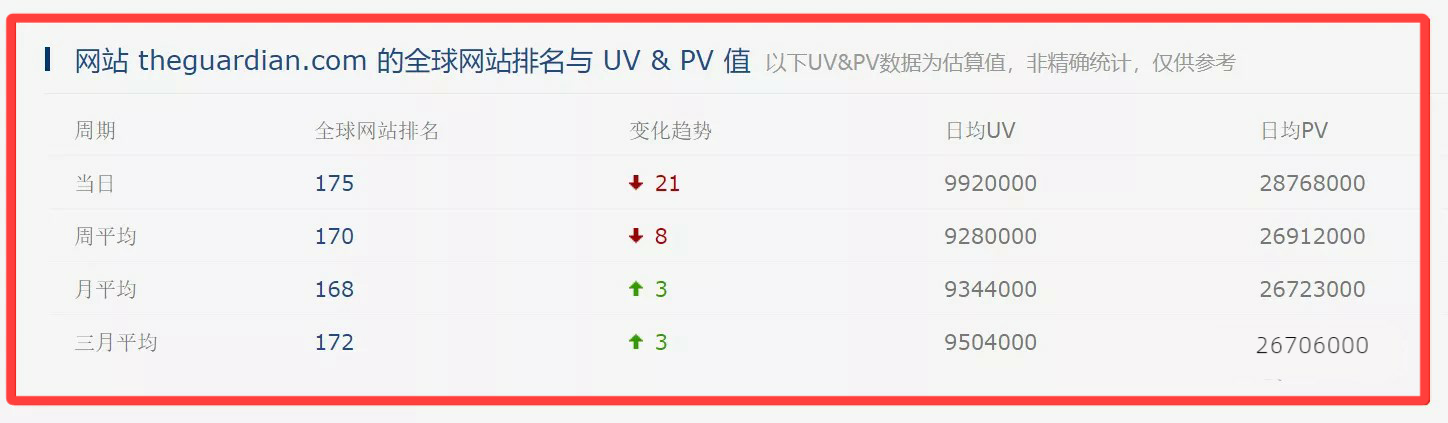 网站 theguardian.com 的全球网站排名与 UV & PV 值 以下UV&PV数据为估算值，非精确统计，仅供参考
周期 全球网站排名 变化趋势 日均UV 日均PV
当日 175 21 9920000 28768000
周平均 170 8 9280000 26912000
月平均 168 3 9344000 26723000
三月平均 172 3 9504000 26706000